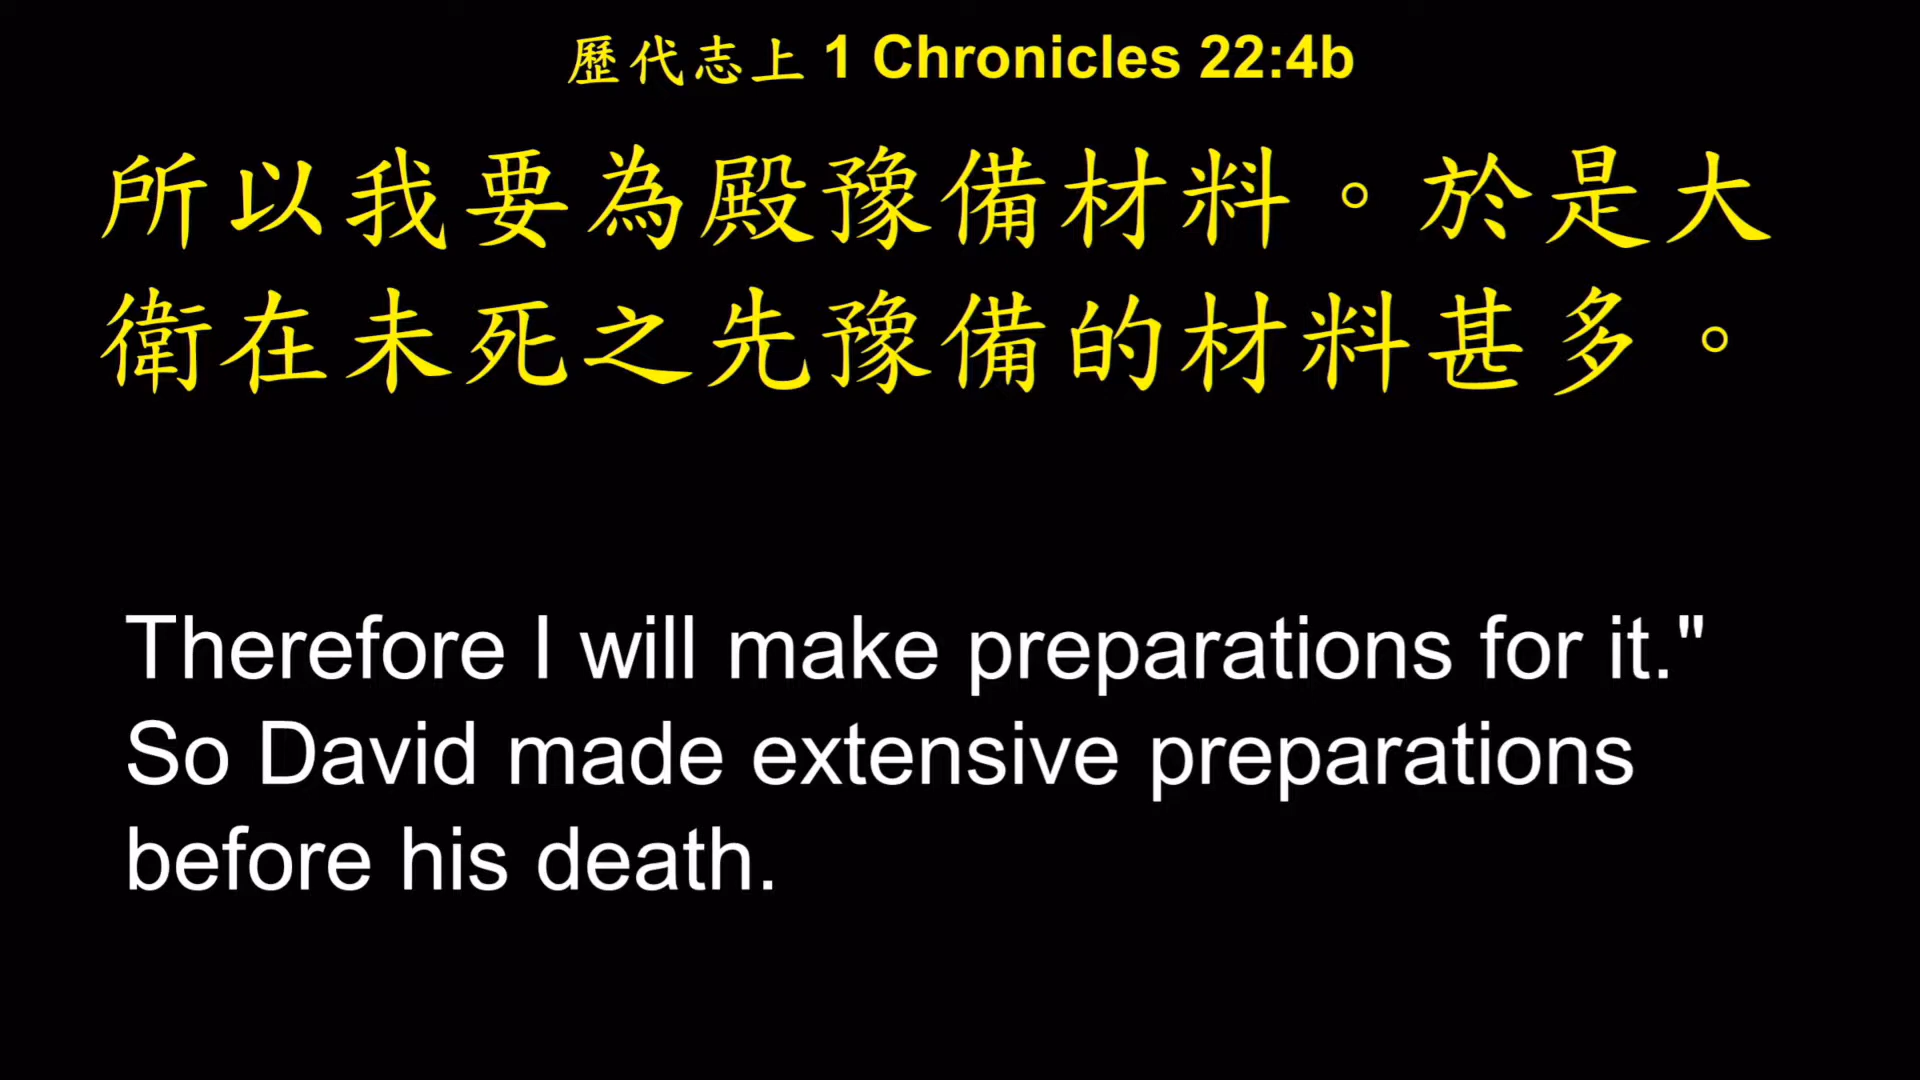 歷代志上 1 Chronicles 22:4b
所以我要為殿豫備材料。於是大
衛在未死之先豫備的材料甚多。
Therefore I will make preparations for it."
So David made extensive preparations
before his death.